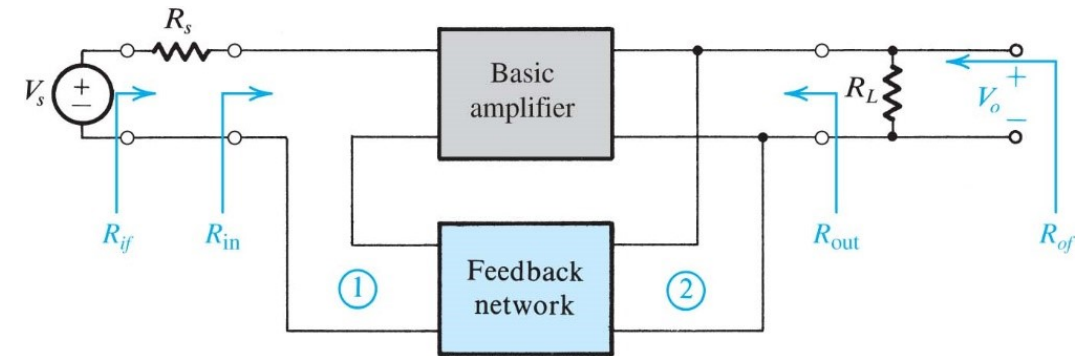 R_s
V_s
+
−
Basic
amplifier
R_L
+
V_o
−
R_if
R_in
R_out
R_of
Feedback
network
1
2